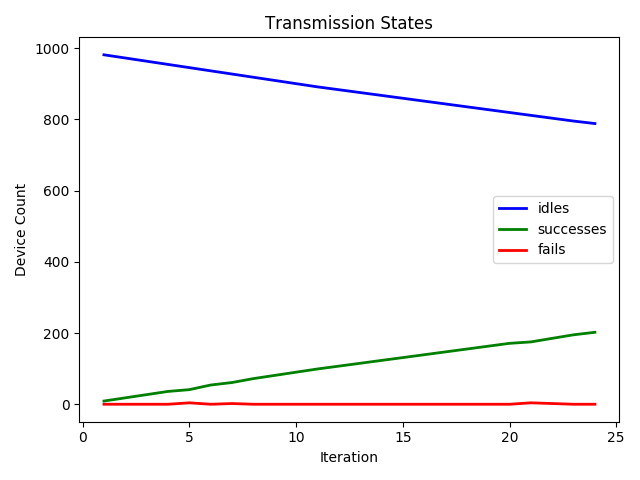 Transmission States
1000
800
600
400
200
0
Device Count
idles
successes
fails
0 5 10 15 20 25
Iteration